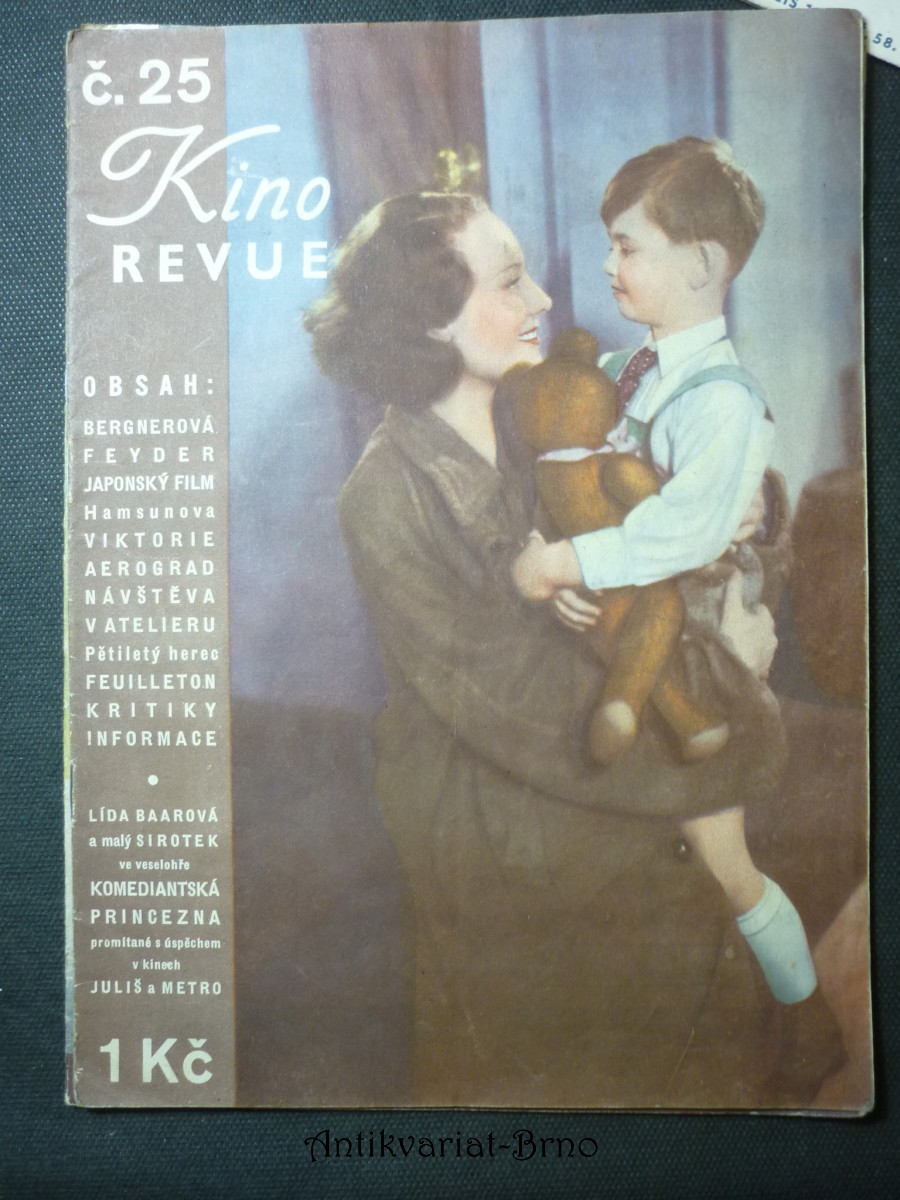 č. 25
Kino
REVUE
OBSAH:
BERGNEROVÁ
FEYDER
JAPONSKÝ FILM
Hamsunova
VIKTORIE
AEROGRAD
NÁVŠTĚVA
V ATELIERU
Pětiletý herec
FEUILLETON
KRITIKY
INFORMACE
•
LÍDA BAAROVÁ
a malý SIROTEK
ve veselohře
KOMEDIANTSKÁ
PRINCEZNA
promítané s úspěchem
v kinech
JULIŠ a METRO
1 Kč
58.
Antikvariat-Brno